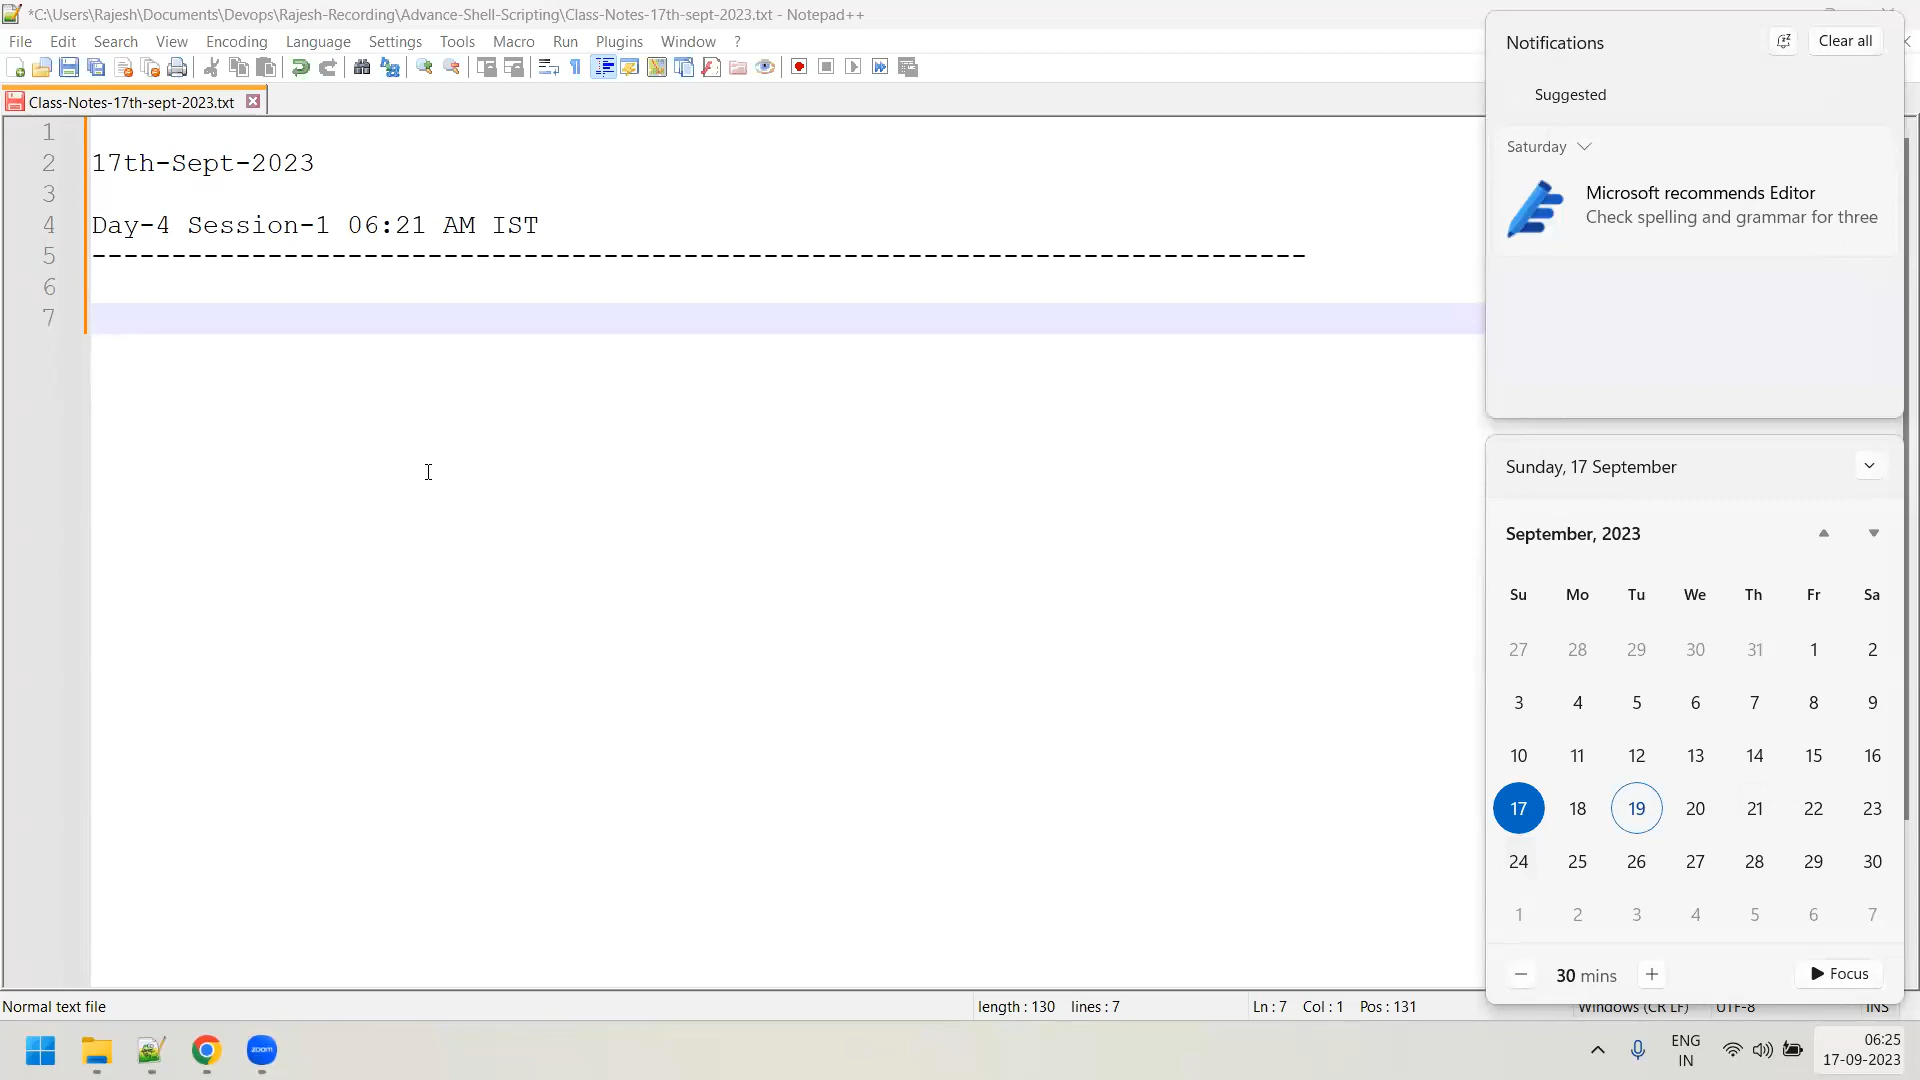 *C:\Users\Rajesh\Documents\Devops\Rajesh-Recording\Advance-Shell-Scripting\Class-Notes-17th-sept-2023.txt - Notepad++
File Edit Search View Encoding Language Settings Tools Macro Run Plugins Window ?
Class-Notes-17th-sept-2023.txt
1
2 17th-Sept-2023
3
4 Day-4 Session-1 06:21 AM IST
5 ----------------------------------------------------------------------------
6
7
Normal text file length : 130 lines : 7 Ln : 7 Col : 1 Pos : 131 Windows (CR LF) UTF-8 INS
Notifications Clear all
Suggested
Saturday
Microsoft recommends Editor
Check spelling and grammar for three
Sunday, 17 September
September, 2023
Su Mo Tu We Th Fr Sa
27 28 29 30 31 1 2
3 4 5 6 7 8 9
10 11 12 13 14 15 16
17 18 19 20 21 22 23
24 25 26 27 28 29 30
1 2 3 4 5 6 7
30 mins Focus
zoom
ENG
IN
06:25
17-09-2023